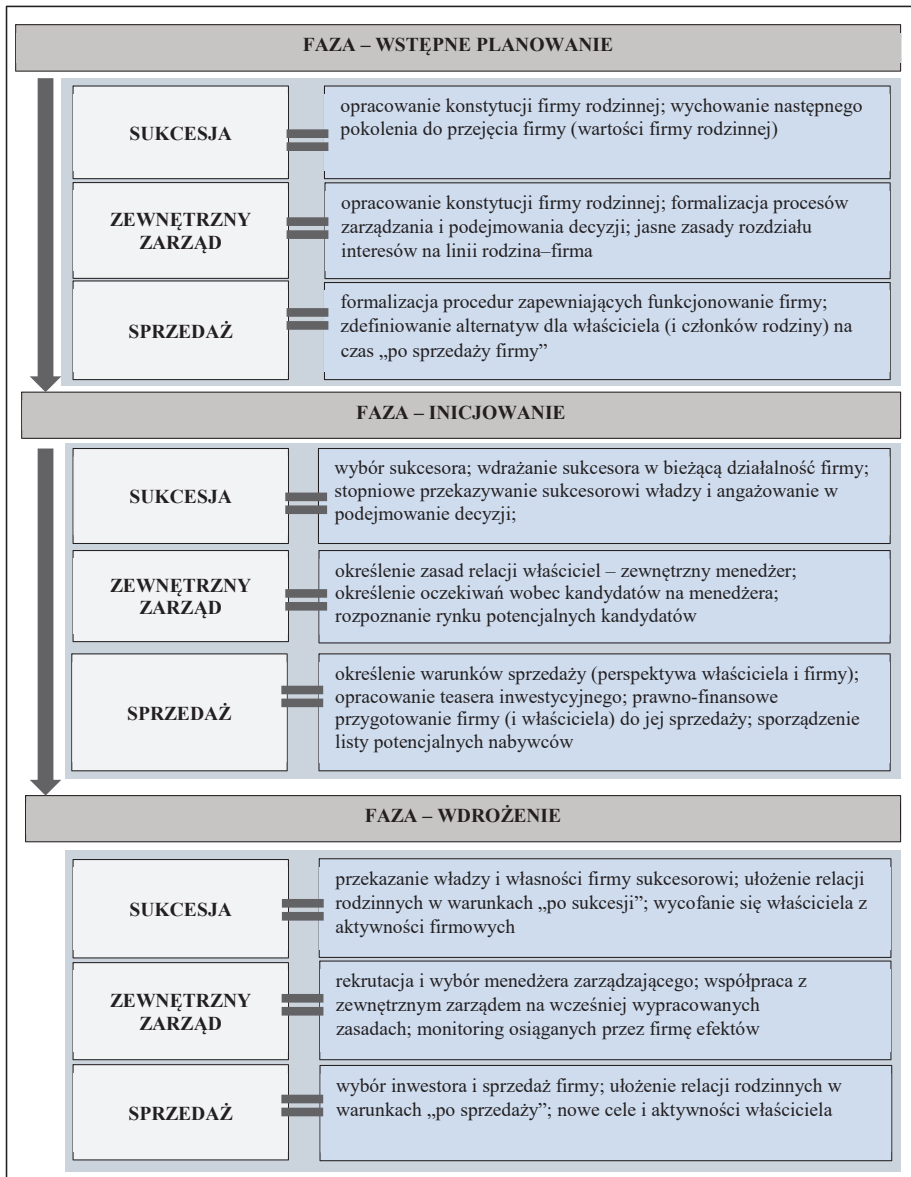 FAZA – WSTĘPNE PLANOWANIE
SUKCESJA
opracowanie konstytucji firmy rodzinnej; wychowanie następnego
pokolenia do przejęcia firmy (wartości firmy rodzinnej)
ZEWNĘTRZNY
ZARZĄD
opracowanie konstytucji firmy rodzinnej; formalizacja procesów
zarządzania i podejmowania decyzji; jasne zasady rozdziału
interesów na linii rodzina–firma
SPRZEDAŻ
formalizacja procedur zapewniających funkcjonowanie firmy;
zdefiniowanie alternatyw dla właściciela (i członków rodziny) na
czas „po sprzedaży firmy”
FAZA – INICJOWANIE
SUKCESJA
wybór sukcesora; wdrażanie sukcesora w bieżącą działalność firmy;
stopniowe przekazywanie sukcesorowi władzy i angażowanie w
podejmowanie decyzji;
ZEWNĘTRZNY
ZARZĄD
określenie zasad relacji właściciel – zewnętrzny menedżer;
określenie oczekiwań wobec kandydatów na menedżera;
rozpoznanie rynku potencjalnych kandydatów
SPRZEDAŻ
określenie warunków sprzedaży (perspektywa właściciela i firmy);
opracowanie teasera inwestycyjnego; prawno-finansowe
przygotowanie firmy (i właściciela) do jej sprzedaży; sporządzenie
listy potencjalnych nabywców
FAZA – WDROŻENIE
SUKCESJA
przekazanie władzy i własności firmy sukcesorowi; ułożenie relacji
rodzinnych w warunkach „po sukcesji”; wycofanie się właściciela z
aktywności firmowych
ZEWNĘTRZNY
ZARZĄD
rekrutacja i wybór menedżera zarządzającego; współpraca z
zewnętrznym zarządem na wcześniej wypracowanych
zasadach; monitoring osiąganych przez firmę efektów
SPRZEDAŻ
wybór inwestora i sprzedaż firmy; ułożenie relacji rodzinnych w
warunkach „po sprzedaży”; nowe cele i aktywności właściciela